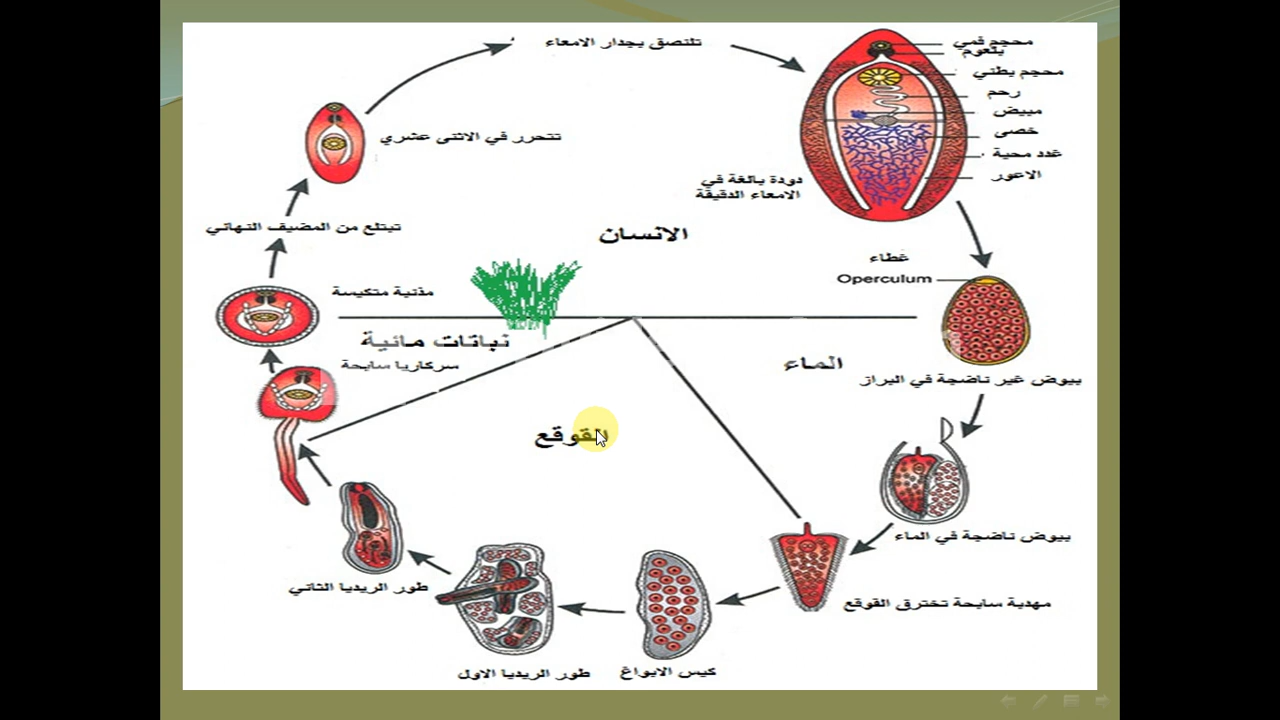 تلتصق بجدار الامعاء
محجم فمي
بلعوم
محجم بطني
رحم
مبيض
خصى
غدد محية
الاعور
دودة بالغة في
الامعاء الدقيقة
تتحرر في الاثنى عشري
تبتلع من المضيف النهائي
الانسان
غطاء
Operculum
مذنبة متكيسة
نباتات مائية
سركاريا سابحة
الماء
بيوض غير ناضجة في البراز
القوقع
بيوض ناضجة في الماء
طور الريديا الثاني
مهدبة سابحة تخترق القوقع
طور الريديا الاول
كيس الابواغ